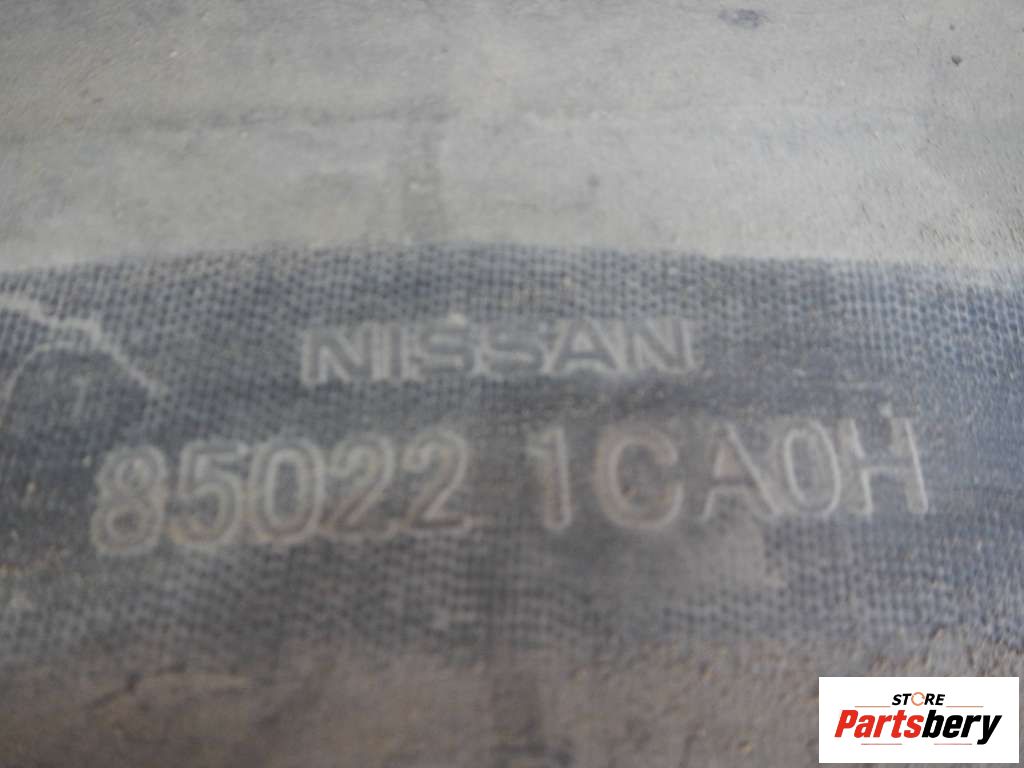 NISSAN
85022 1CA0H
STORE
Partsbery